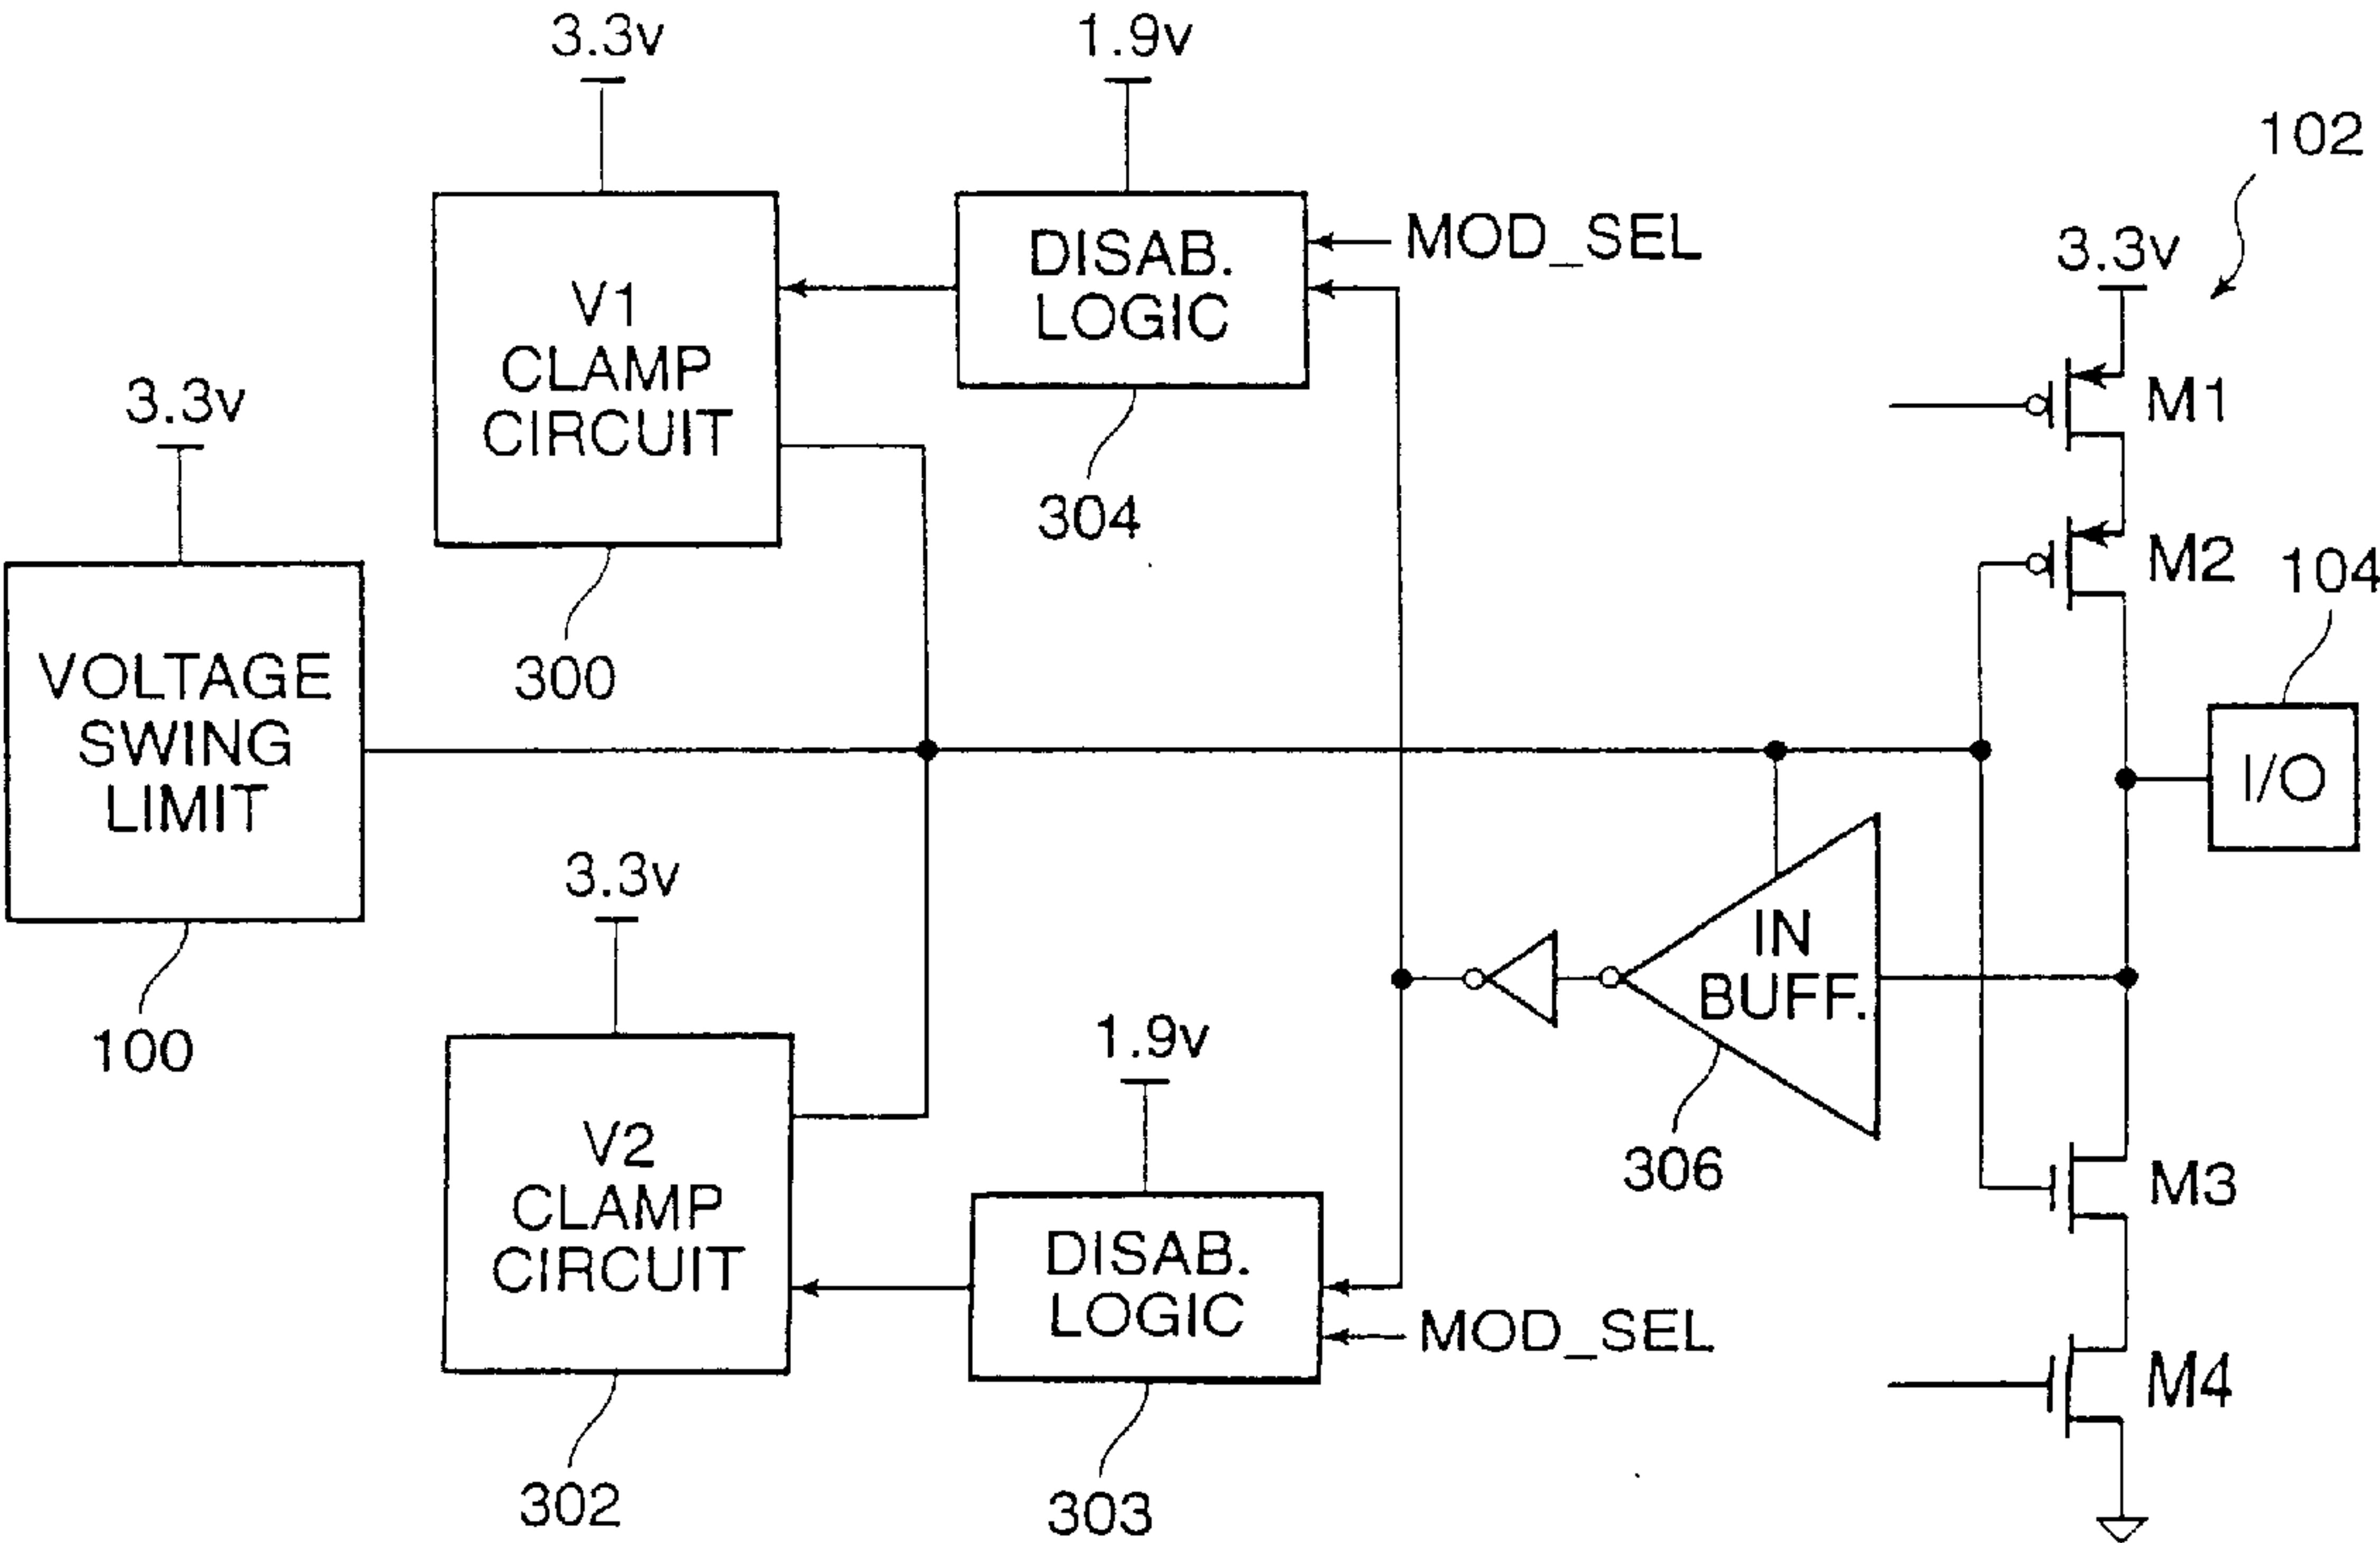 3.3v
1.9v
102
V1
CLAMP
CIRCUIT
DISAB.
LOGIC
MOD_SEL
3.3v
3.3v
M1
304
M2
104
300
VOLTAGE
SWING
LIMIT
I/O
3.3v
IN
BUFF.
100
1.9v
V2
CLAMP
CIRCUIT
306
M3
DISAB.
LOGIC
MOD_SEL
M4
302
303